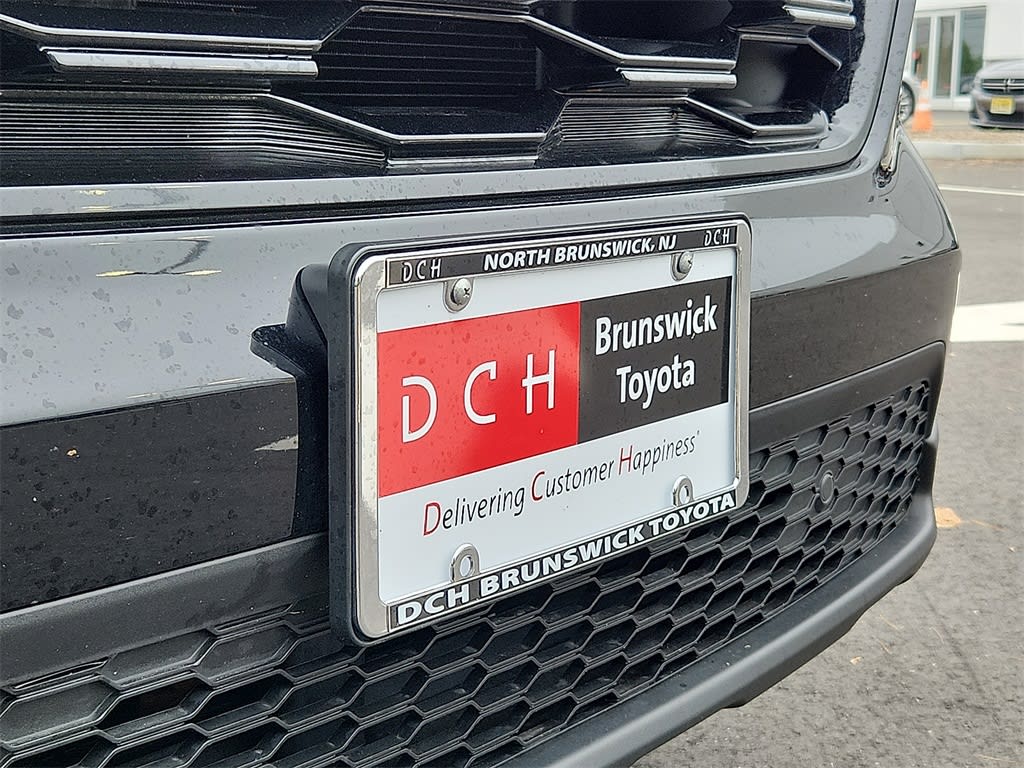 DCH NORTH BRUNSWICK, NJ DCH
DCH
Brunswick
Toyota
Delivering Customer Happiness'
DCH BRUNSWICK TOYOTA